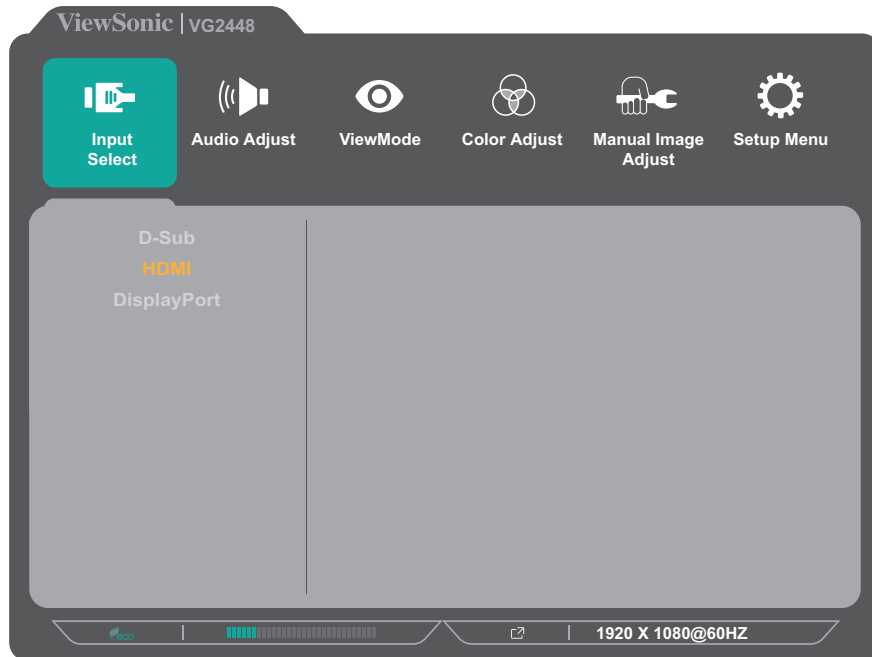 ViewSonic | VG2448
Input
Select
Audio Adjust
ViewMode
Color Adjust
Manual Image
Adjust
Setup Menu
D-Sub
HDMI
DisplayPort
eco
1920 X 1080@60HZ